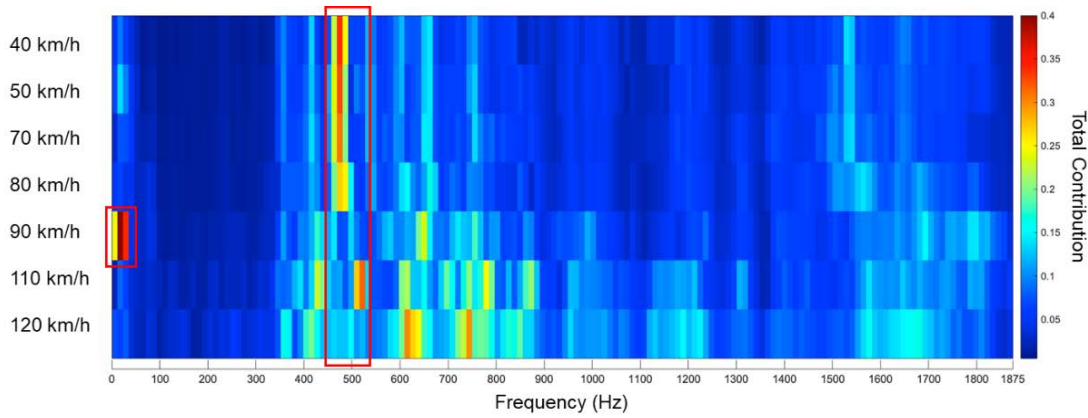 40 km/h
50 km/h
70 km/h
80 km/h
90 km/h
110 km/h
120 km/h
0 100 200 300 400 500 600 700 800 900 1000 1100 1200 1300 1400 1500 1600 1700 1800 1875
Frequency (Hz)
0.4
0.35
0.3
0.25
0.2
0.15
0.1
0.05
Total Contribution